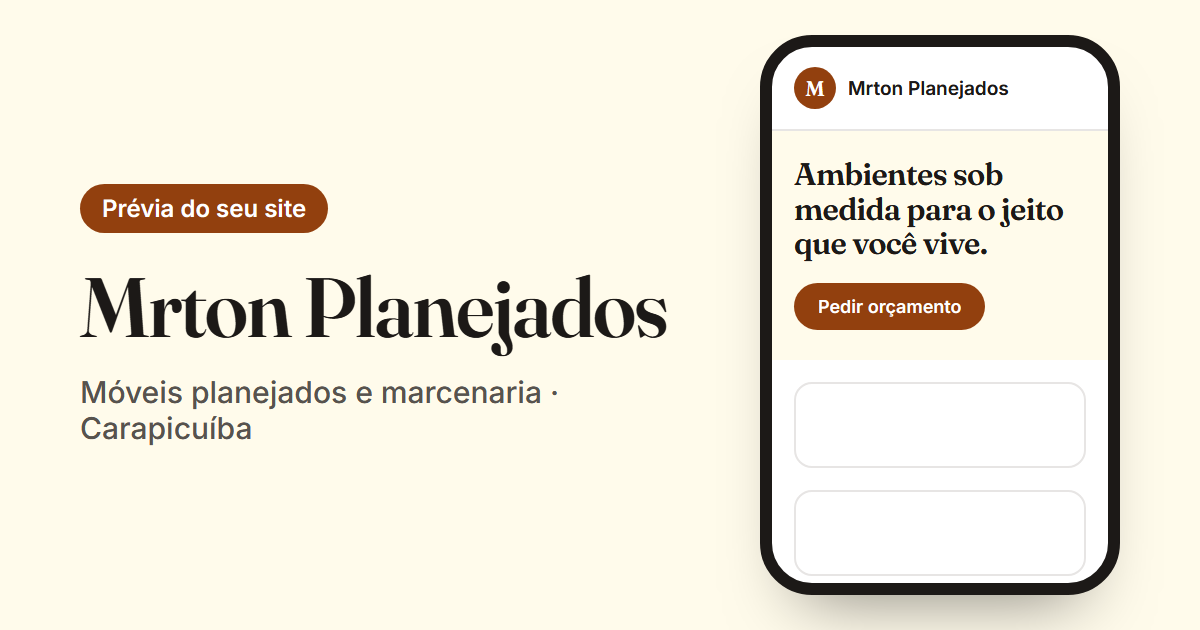 Prévia do seu site
Mrton Planejados
Móveis planejados e marcenaria ·
Carapicuíba
M
Mrton Planejados
Ambientes sob
medida para o jeito
que você vive.
Pedir orçamento